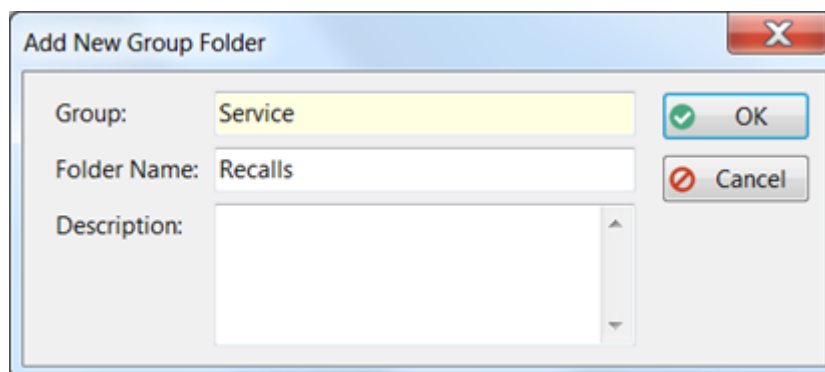 Add New Group Folder
Group: Service OK
Folder Name: Recalls Cancel
Description: